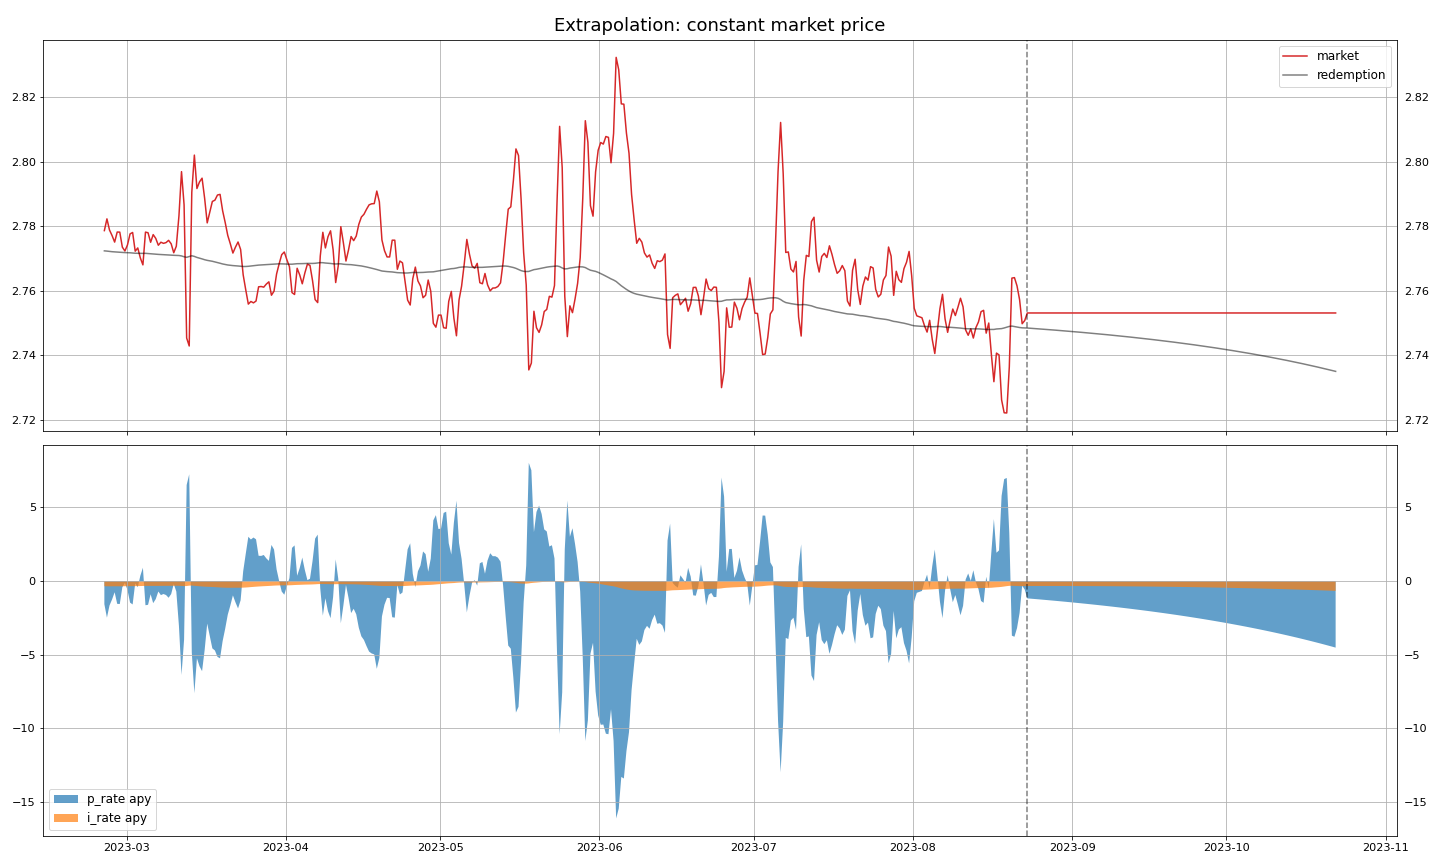 Extrapolation: constant market price
market
redemption
2.82 2.82
2.80 2.80
2.78 2.78
2.76 2.76
2.74 2.74
2.72 2.72
5 5
0 0
−5 −5
−10 −10
−15 −15
p_rate apy
i_rate apy
2023-03 2023-04 2023-05 2023-06 2023-07 2023-08 2023-09 2023-10 2023-11